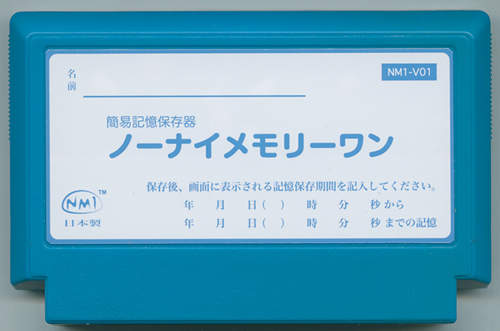 名前
NM1-V01
簡易記憶保存器
ノーナイメモリーワン
保存後、画面に表示される記憶保存期間を記入してください。
年 月 日( ) 時 分 秒から
年 月 日( ) 時 分 秒までの記憶
NM1 TM
日本製